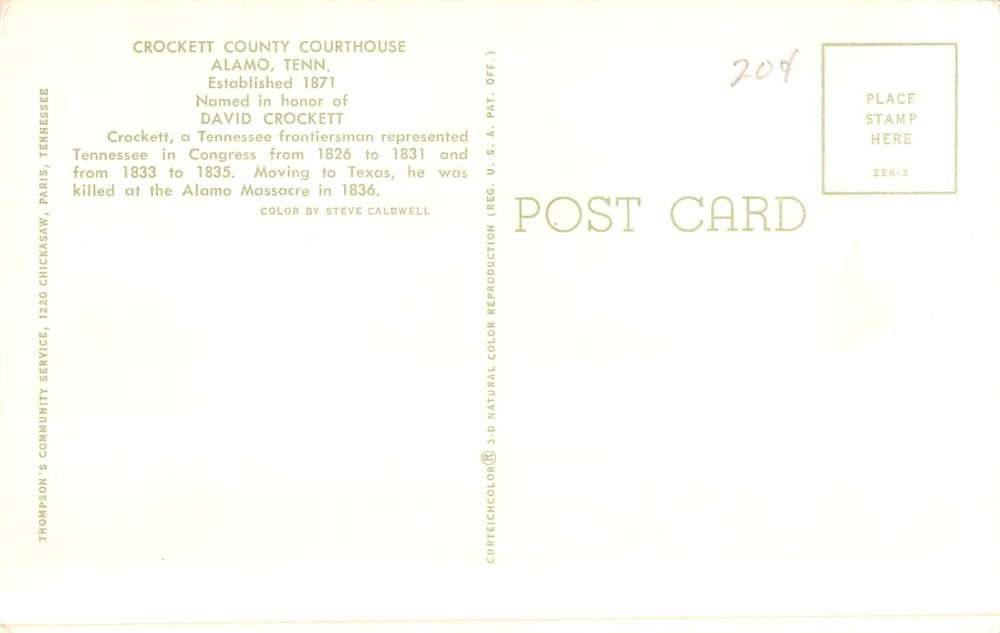 CROCKETT COUNTY COURTHOUSE
ALAMO, TENN.
Established 1871
Named in honor of
DAVID CROCKETT
Crockett, a Tennessee frontiersman represented
Tennessee in Congress from 1826 to 1831 and
from 1833 to 1835. Moving to Texas, he was
killed at the Alamo Massacre in 1836.
COLOR BY STEVE CALDWELL
THOMPSON'S COMMUNITY SERVICE, 1220 CHICKASAW, PARIS, TENNESSEE
CURTEICHCOLOR® 3-D NATURAL COLOR REPRODUCTION (REG. U. S. A. PAT. OFF.)
20¢
PLACE
STAMP
HERE
2EK-3
POST CARD